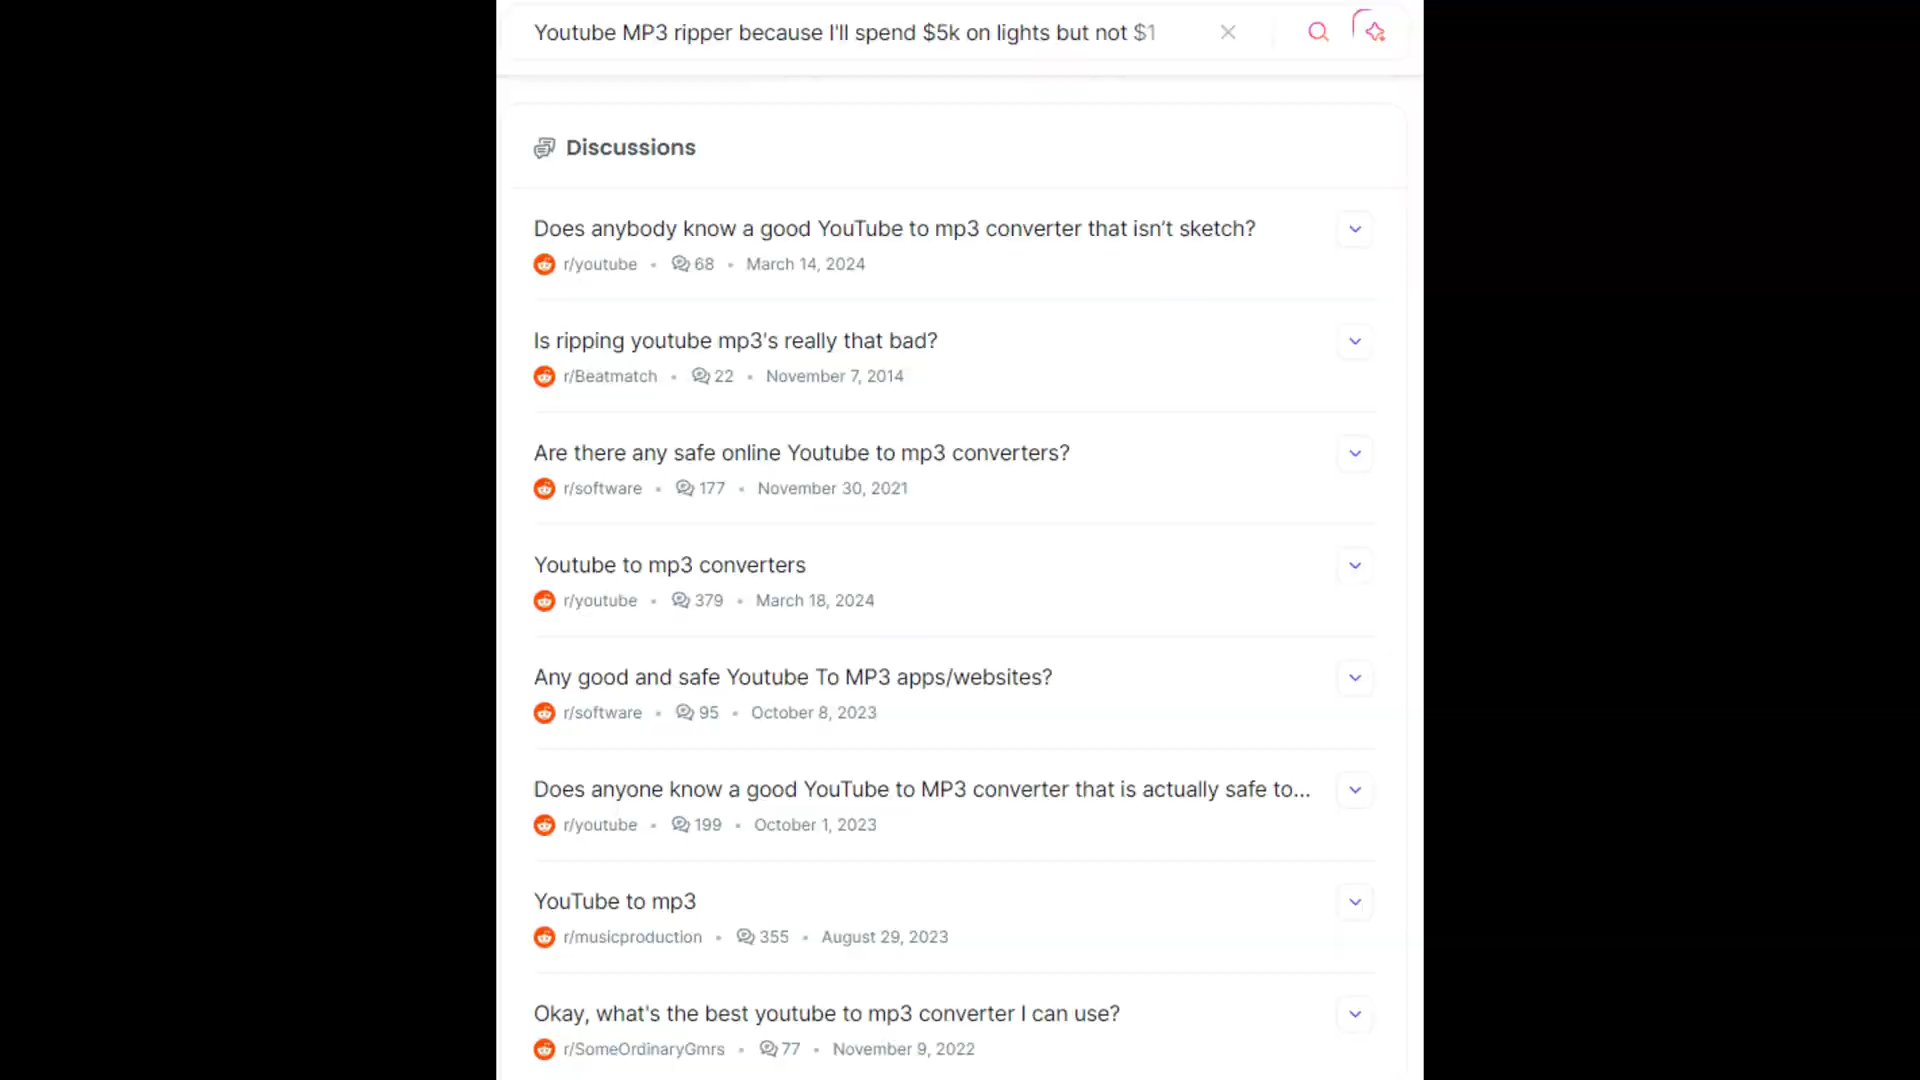 Youtube MP3 ripper because I'll spend $5k on lights but not $1
Discussions
Does anybody know a good YouTube to mp3 converter that isn’t sketch?
r/youtube • 68 • March 14, 2024
Is ripping youtube mp3's really that bad?
r/Beatmatch • 22 • November 7, 2014
Are there any safe online Youtube to mp3 converters?
r/software • 177 • November 30, 2021
Youtube to mp3 converters
r/youtube • 379 • March 18, 2024
Any good and safe Youtube To MP3 apps/websites?
r/software • 95 • October 8, 2023
Does anyone know a good YouTube to MP3 converter that is actually safe to...
r/youtube • 199 • October 1, 2023
YouTube to mp3
r/musicproduction • 355 • August 29, 2023
Okay, what's the best youtube to mp3 converter I can use?
r/SomeOrdinaryGmrs • 77 • November 9, 2022